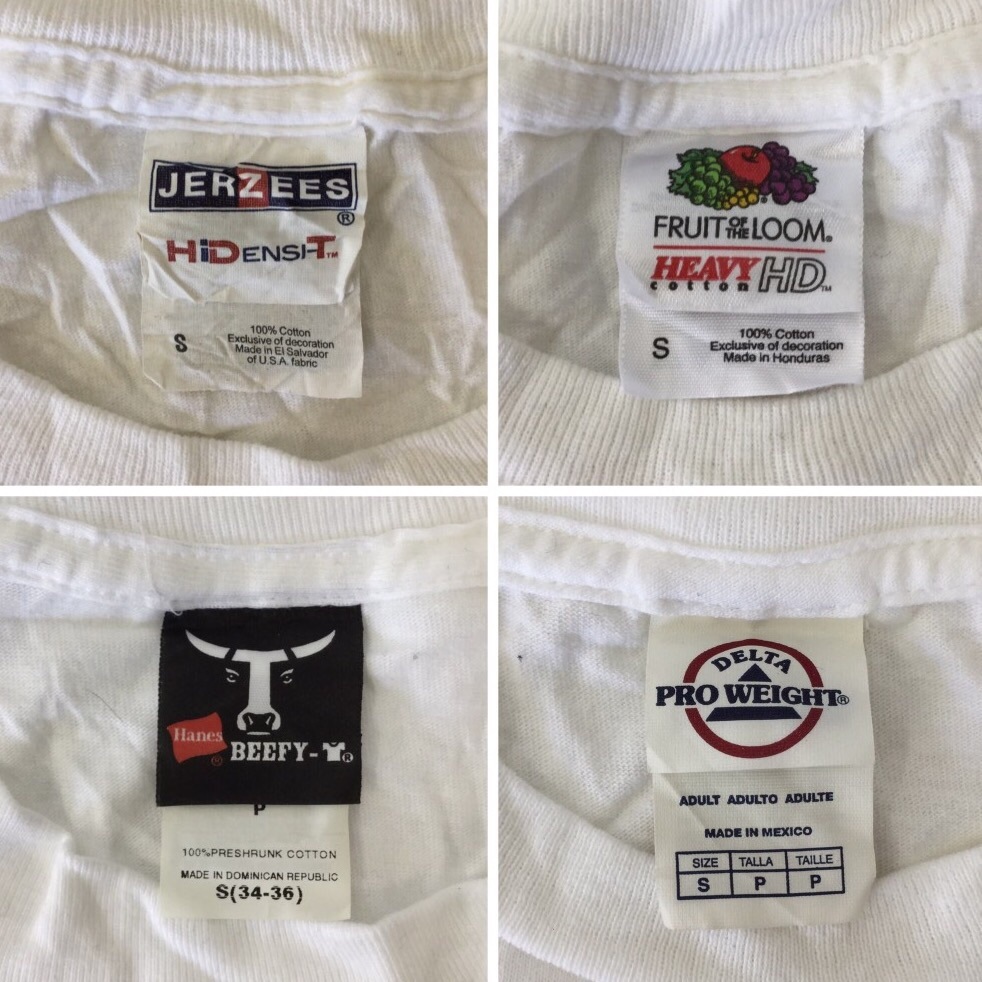 JERZEES
®
HiDENSI-T™
S
100% Cotton
Exclusive of decoration
Made in El Salvador
of U.S.A. fabric
FRUIT OF THE LOOM®
HEAVY
cotton
HD™
S
100% Cotton
Exclusive of decoration
Made in Honduras
Hanes
®
BEEFY-T®
P
100%PRESHRUNK COTTON
MADE IN DOMINICAN REPUBLIC
S(34-36)
DELTA
PRO WEIGHT®
ADULT ADULTO ADULTE
MADE IN MEXICO
SIZE TALLA TAILLE
S P P